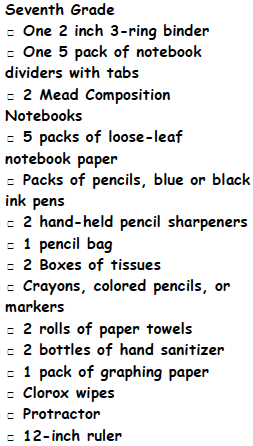 Seventh Grade
□ One 2 inch 3-ring binder
□ One 5 pack of notebook
dividers with tabs
□ 2 Mead Composition
Notebooks
□ 5 packs of loose-leaf
notebook paper
□ Packs of pencils, blue or black
ink pens
□ 2 hand-held pencil sharpeners
□ 1 pencil bag
□ 2 Boxes of tissues
□ Crayons, colored pencils, or
markers
□ 2 rolls of paper towels
□ 2 bottles of hand sanitizer
□ 1 pack of graphing paper
□ Clorox wipes
□ Protractor
□ 12-inch ruler